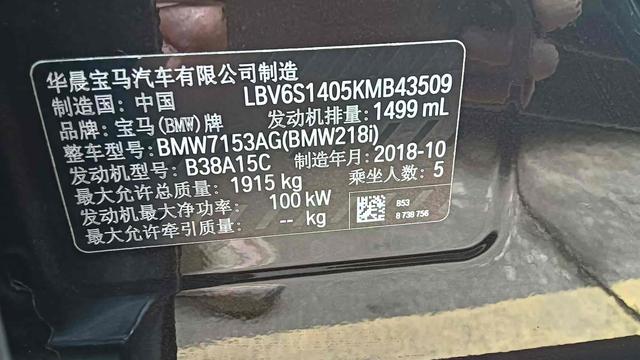 华晨宝马汽车有限公司制造
制造国: 中国 LBV6S1405KMB43509
品牌: 宝马(BMW)牌 发动机排量: 1499 mL
整车型号: BMW7153AG(BMW218i)
发动机型号: B38A15C 制造年月: 2018-10
最大允许总质量: 1915 kg 乘坐人数: 5
发动机最大净功率: 100 kW
最大允许牵引质量: -- kg
B53
8 738 756